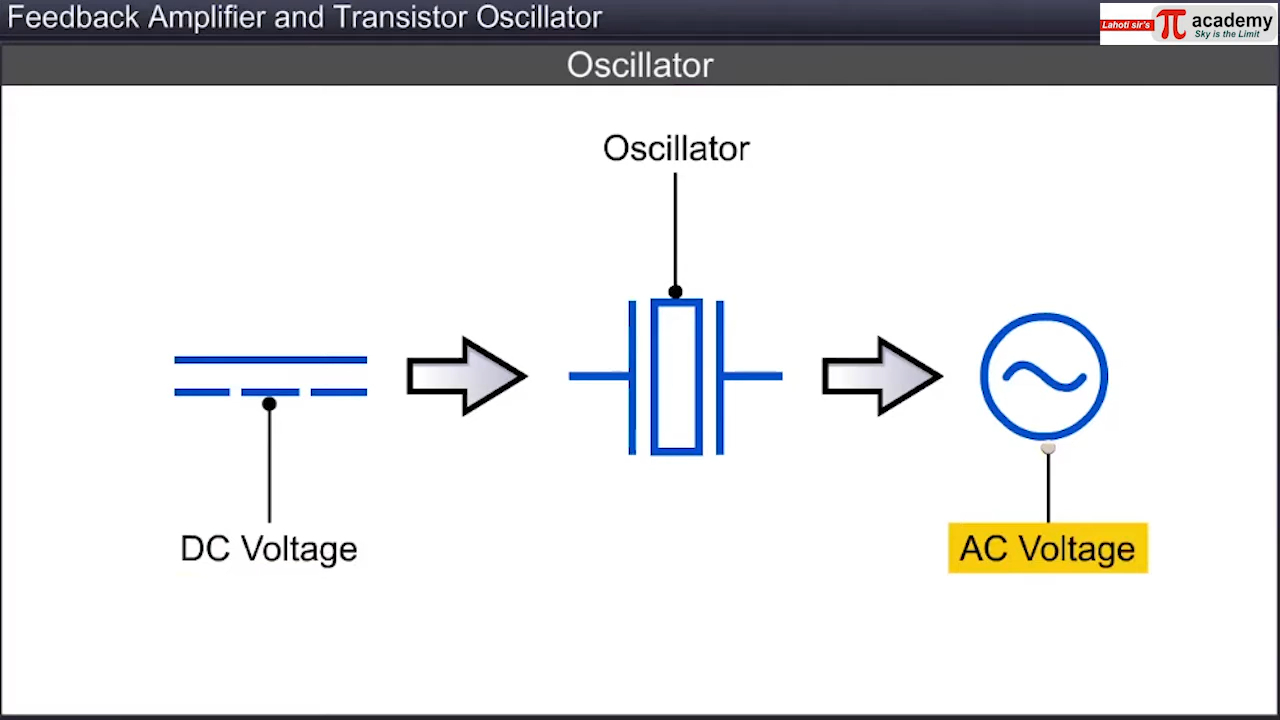 Feedback Amplifier and Transistor Oscillator
Lahoti sir's π academy
Sky is the Limit
Oscillator
Oscillator
DC Voltage
AC Voltage